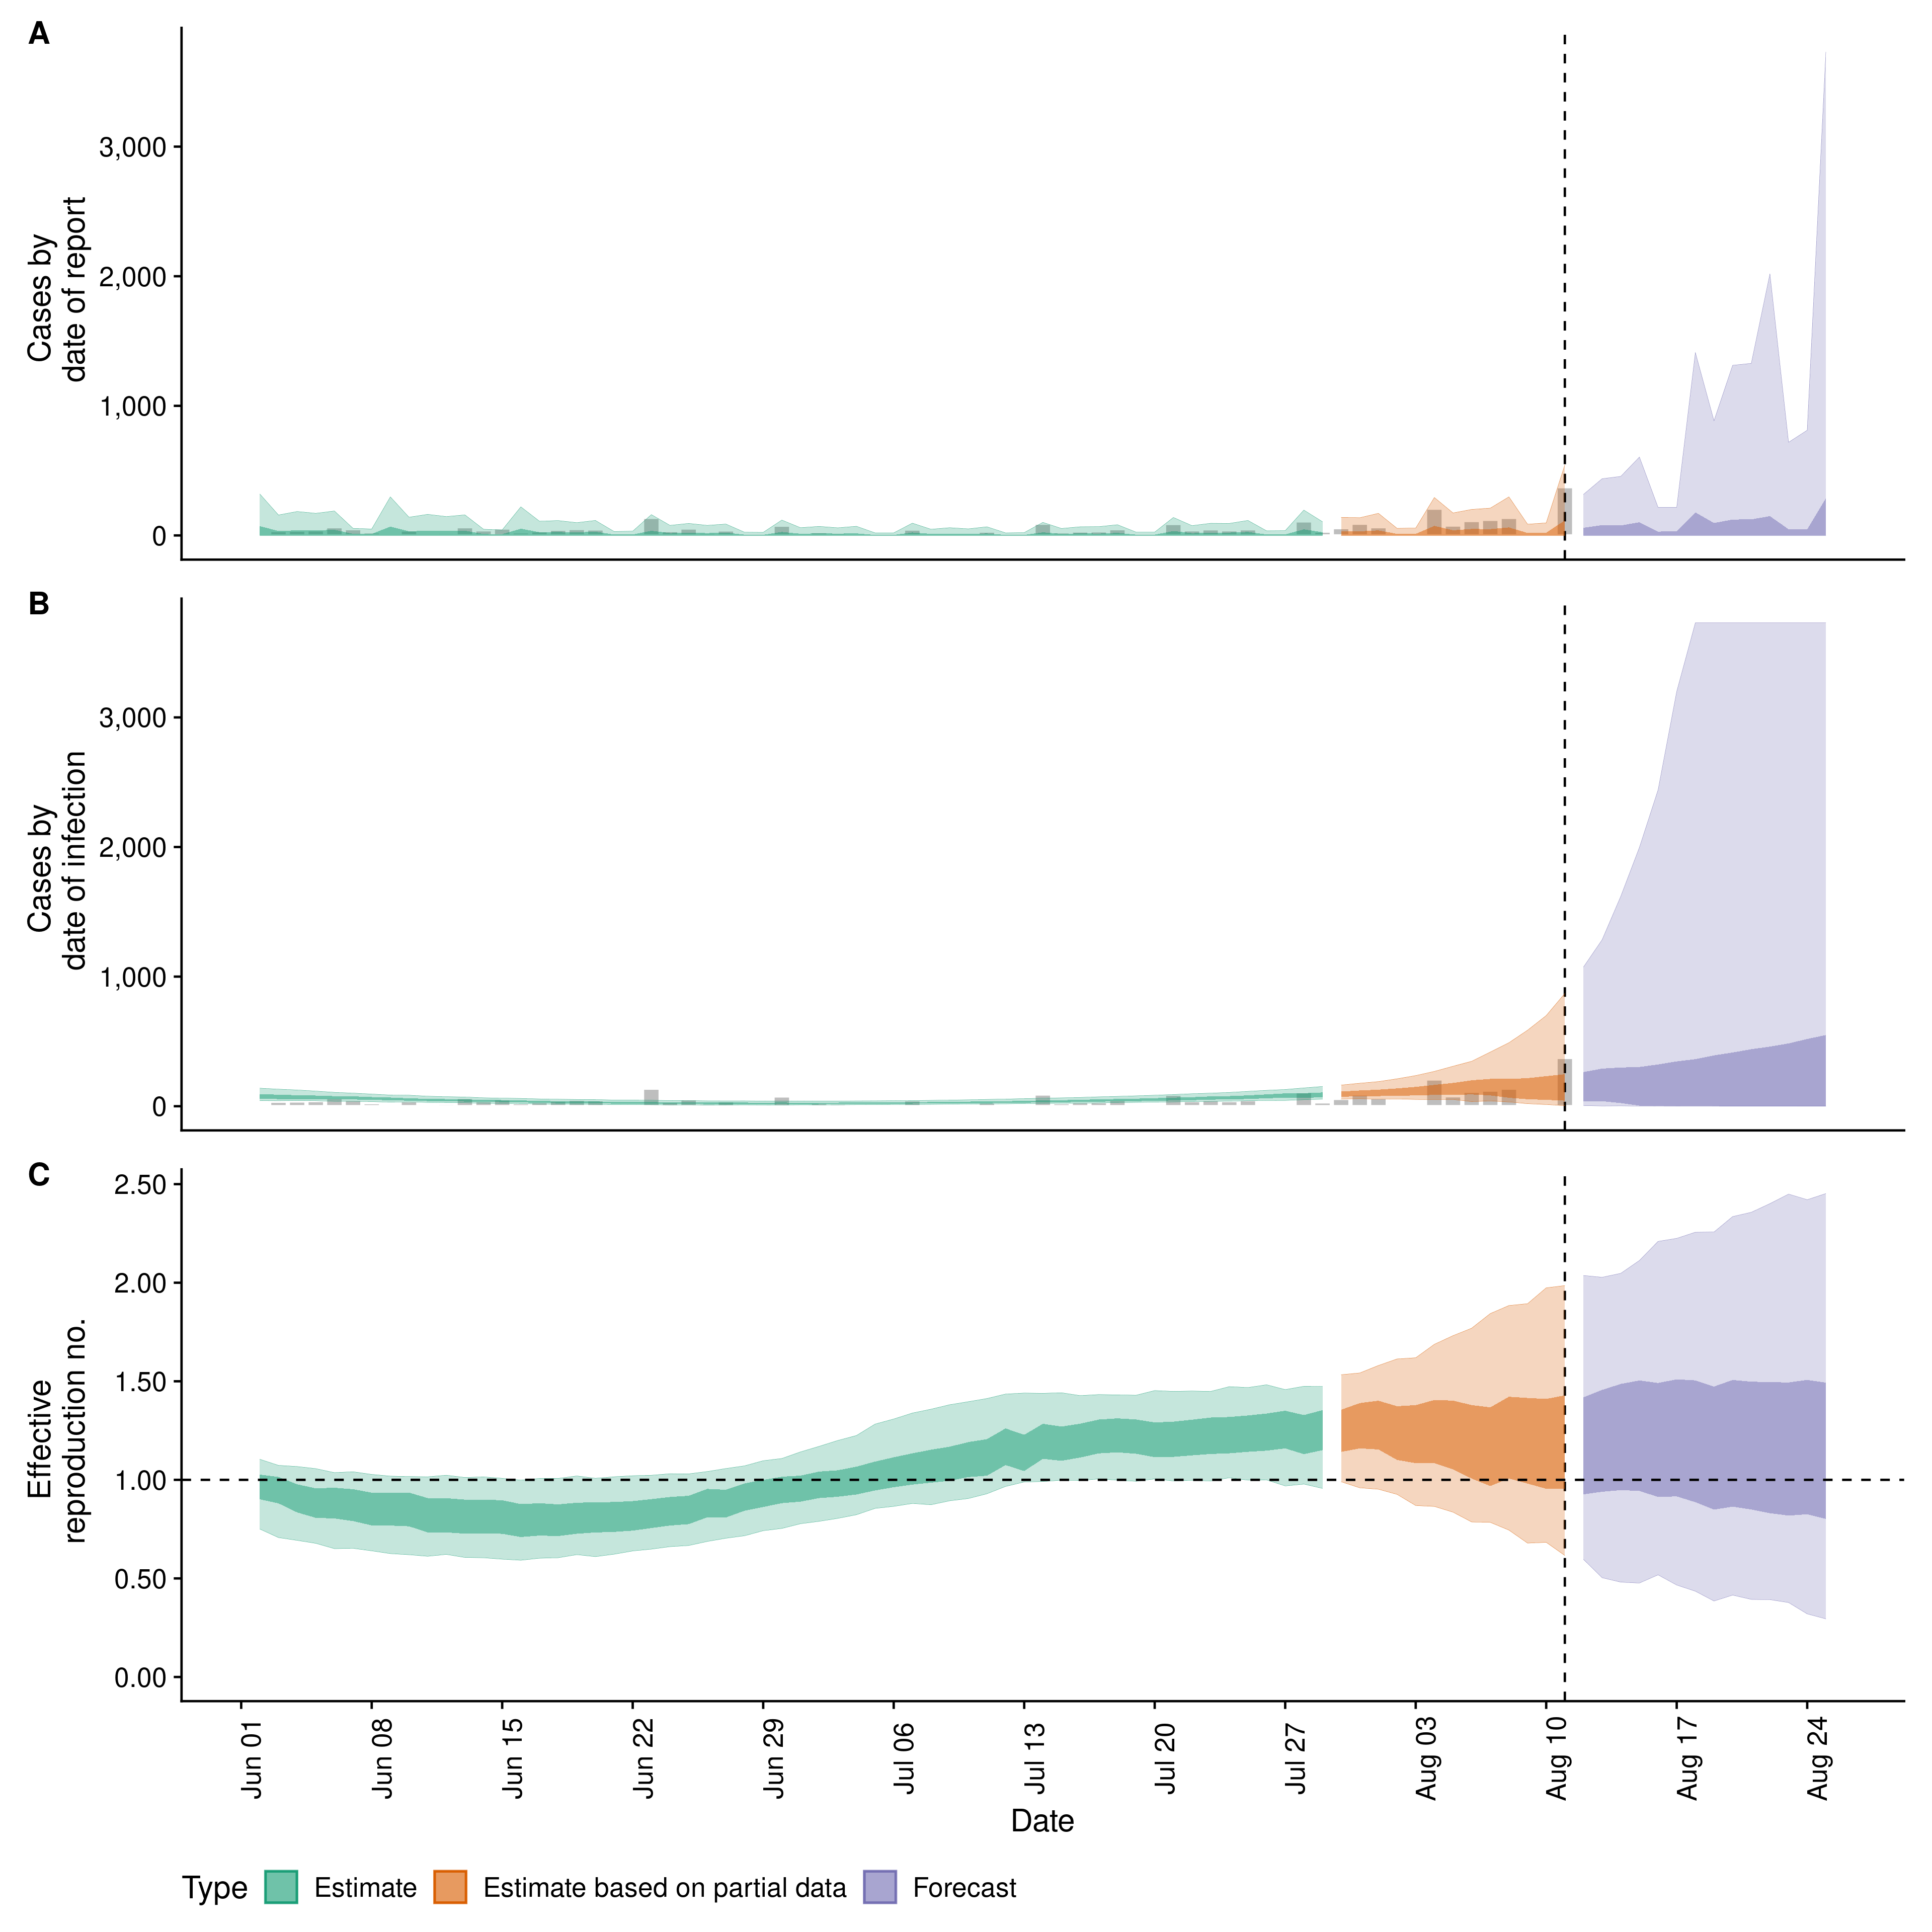 A
Cases by
date of report
3,000
2,000
1,000
0
B
Cases by
date of infection
3,000
2,000
1,000
0
C
Effective
reproduction no.
2.50
2.00
1.50
1.00
0.50
0.00
Jun 01
Jun 08
Jun 15
Jun 22
Jun 29
Jul 06
Jul 13
Jul 20
Jul 27
Aug 03
Aug 10
Aug 17
Aug 24
Date
Type Estimate Estimate based on partial data Forecast